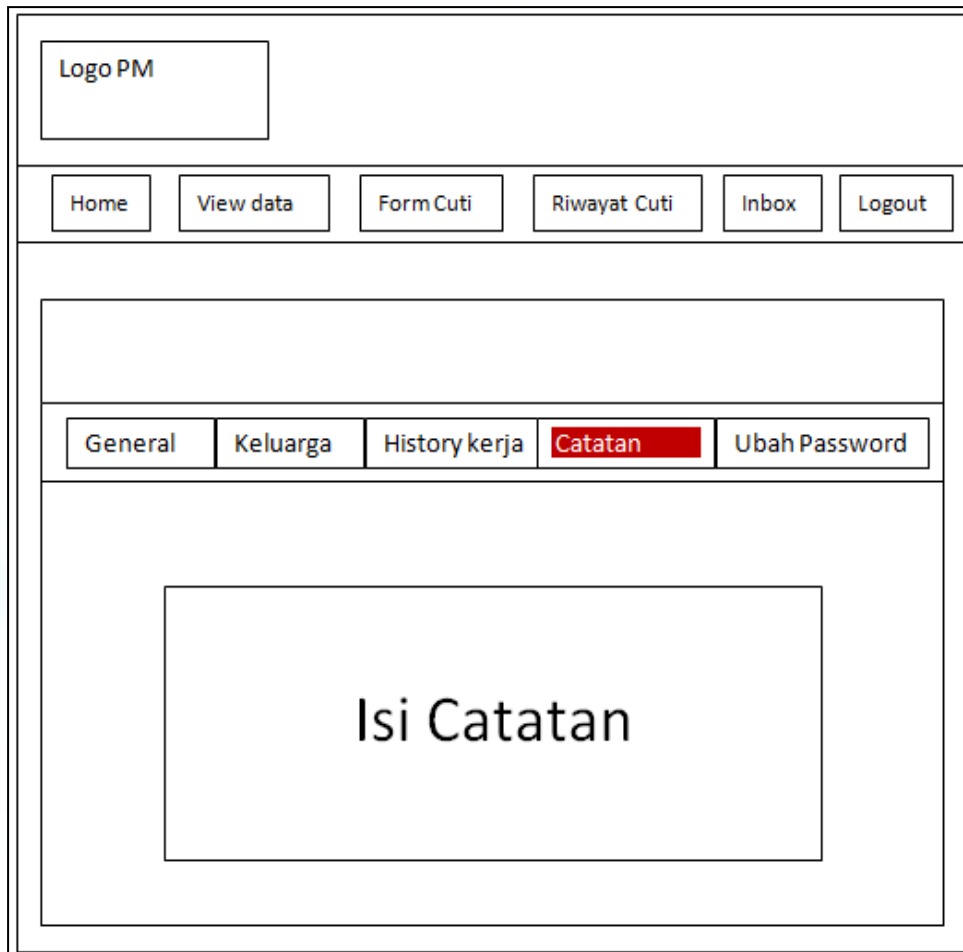 Logo PM
Home View data Form Cuti Riwayat Cuti Inbox Logout
General Keluarga History kerja Catatan Ubah Password
Isi Catatan